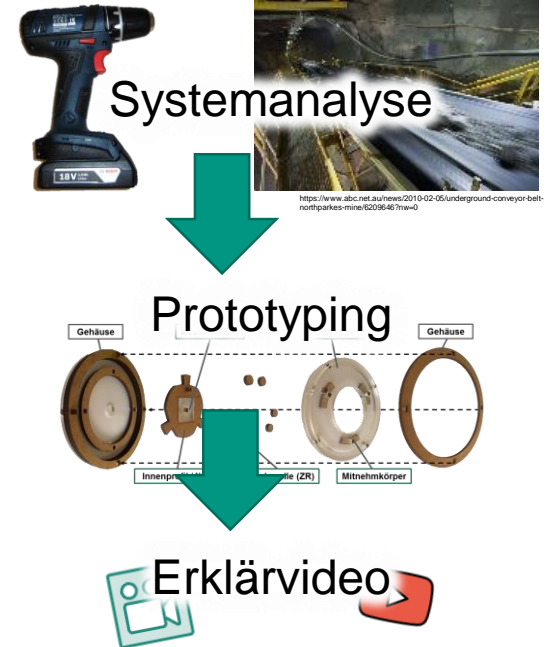 Systemanalyse
18V
https://www.abc.net.au/news/2010-02-05/underground-conveyor-belt-
northparkes-mine/6209646?nw=0
Prototyping
Gehäuse
Gehäuse
(ZR)
Mitnehmkörper
Erklärvideo